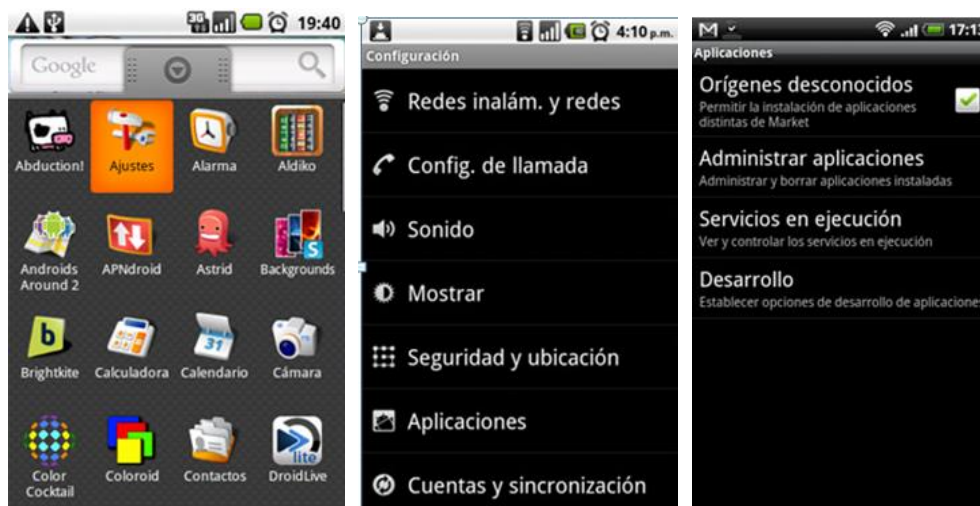 3G
19:40
Google
Abduction!
Ajustes
Alarma
Aldiko
Androids
Around 2
APNdroid
Astrid
Backgrounds
S
b
31
Brightkite
Calculadora
Calendario
Cámara
lite
Color
Cocktail
Coloroid
Contactos
DroidLive
4:10 p.m.
Configuración
Redes inalám. y redes
Config. de llamada
Sonido
Mostrar
Seguridad y ubicación
Aplicaciones
Cuentas y sincronización
17:13
Aplicaciones
Orígenes desconocidos
Permitir la instalación de aplicaciones
distintas de Market
Administrar aplicaciones
Administrar y borrar aplicaciones instaladas
Servicios en ejecución
Ver y controlar los servicios en ejecución
Desarrollo
Establecer opciones de desarrollo de aplicaciones